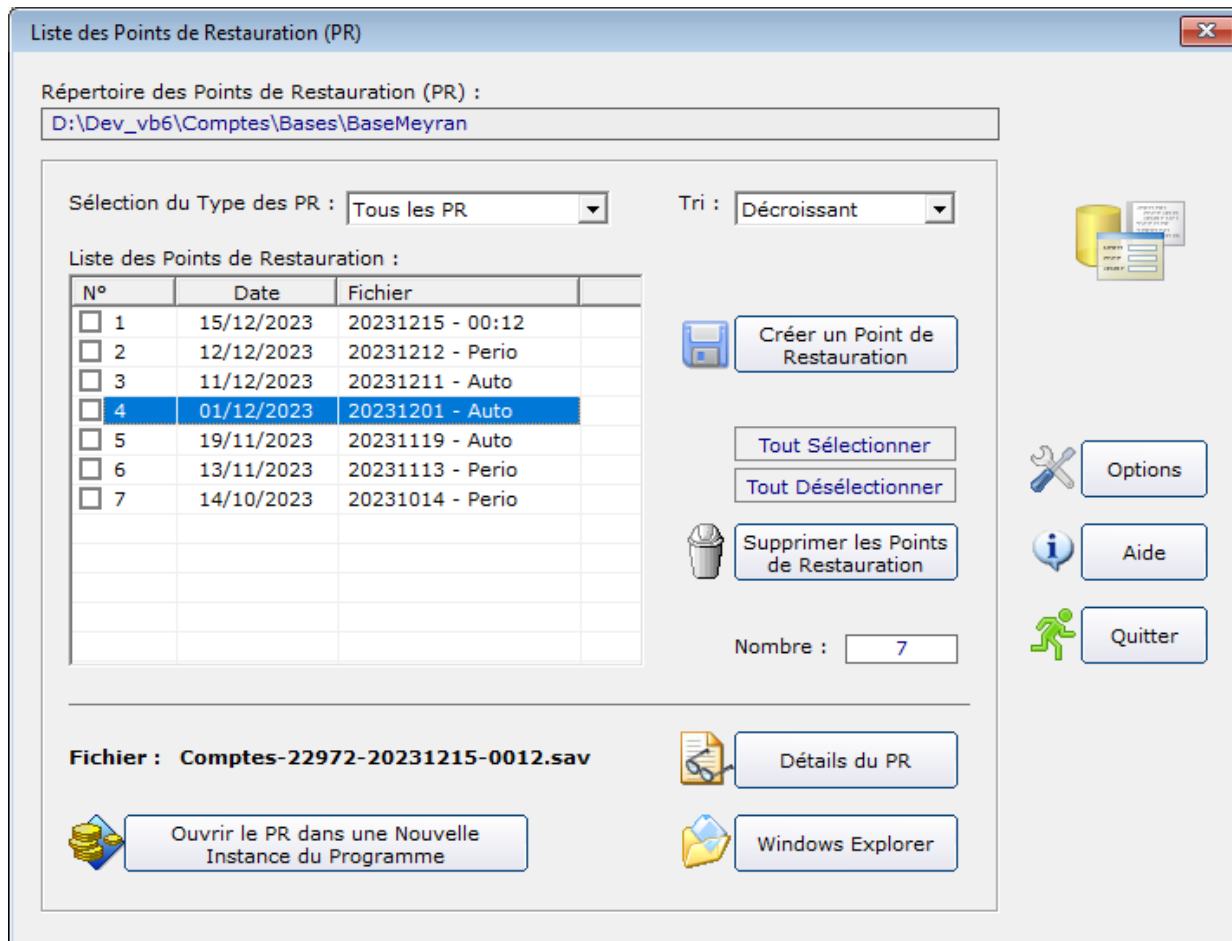 Liste des Points de Restauration (PR)
Répertoire des Points de Restauration (PR) :
D:\Dev_vb6\Comptes\Bases\BaseMeyran
Sélection du Type des PR : Tous les PR
Tri : Décroissant
Liste des Points de Restauration :
N° Date Fichier
1 15/12/2023 20231215 - 00:12
2 12/12/2023 20231212 - Perio
3 11/12/2023 20231211 - Auto
4 01/12/2023 20231201 - Auto
5 19/11/2023 20231119 - Auto
6 13/11/2023 20231113 - Perio
7 14/10/2023 20231014 - Perio
Créer un Point de
Restauration
Tout Sélectionner
Tout Désélectionner
Supprimer les Points
de Restauration
Nombre : 7
Options
Aide
Quitter
Fichier : Comptes-22972-20231215-0012.sav
Détails du PR
Ouvrir le PR dans une Nouvelle
Instance du Programme
Windows Explorer